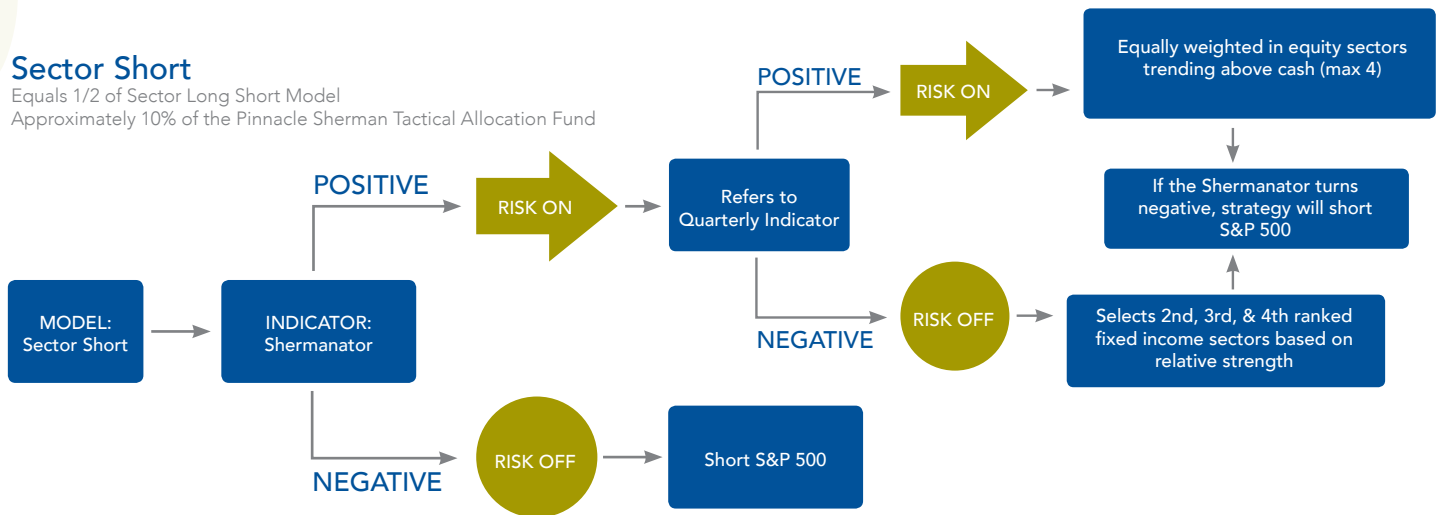 Sector Short
Equals 1/2 of Sector Long Short Model
Approximately 10% of the Pinnacle Sherman Tactical Allocation Fund
MODEL:
Sector Short
INDICATOR:
Shermanator
POSITIVE
RISK ON
Refers to
Quarterly Indicator
POSITIVE
RISK ON
Equally weighted in equity sectors
trending above cash (max 4)
If the Shermanator turns
negative, strategy will short
S&P 500
NEGATIVE
RISK OFF
Selects 2nd, 3rd, & 4th ranked
fixed income sectors based on
relative strength
NEGATIVE
RISK OFF
Short S&P 500